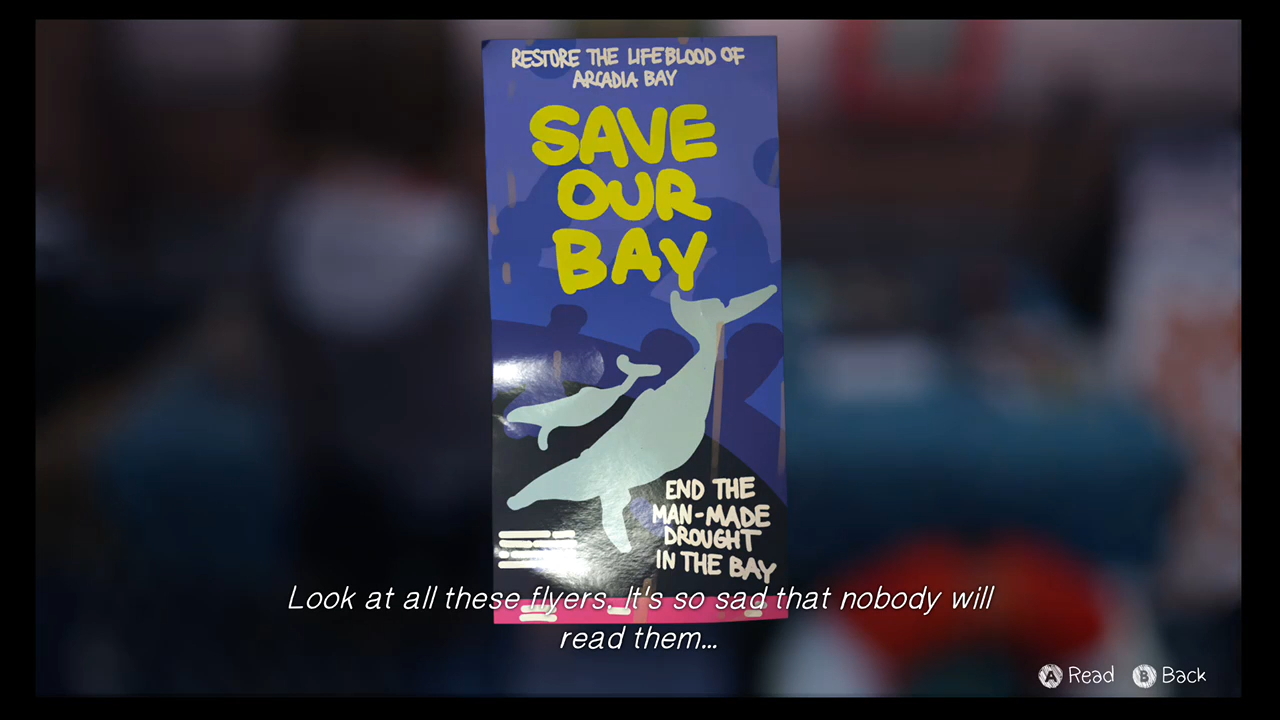 RESTORE THE LIFEBLOOD OF
ARCADIA BAY
SAVE
OUR
BAY
END THE
MAN-MADE
DROUGHT
IN THE BAY
Look at all these flyers. It's so sad that nobody will
read them...
A Read B Back